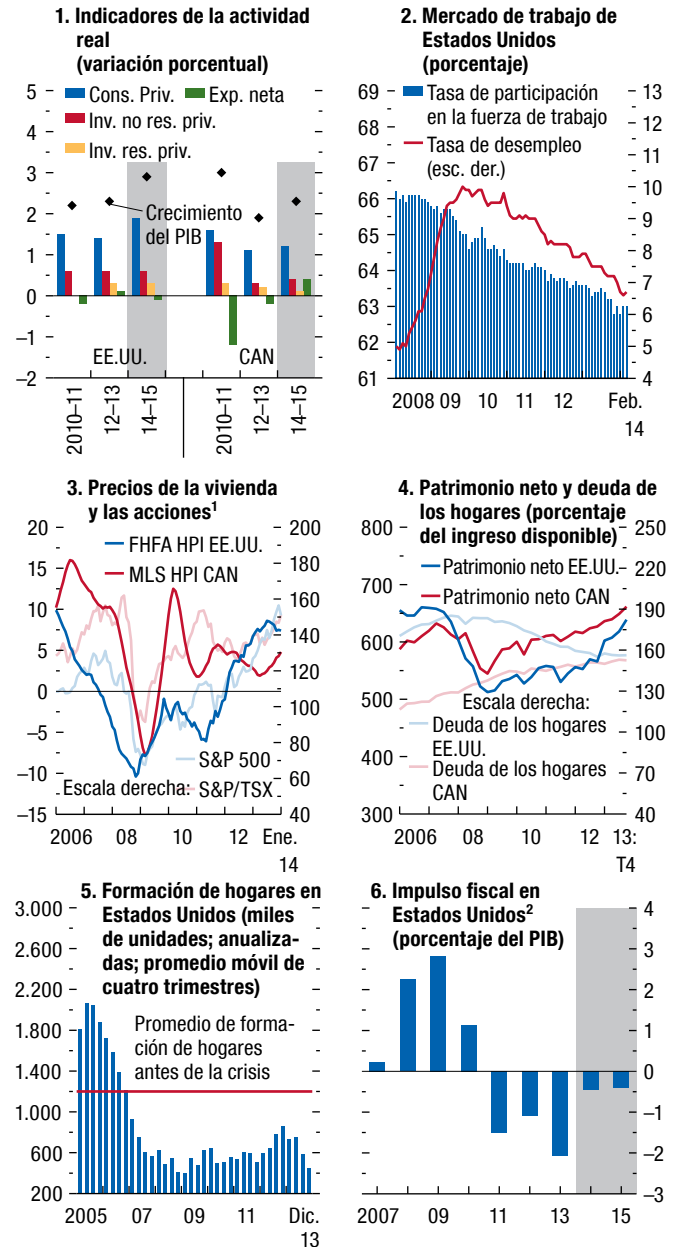 1. Indicadores de la actividad
real
(variación porcentual)
Cons. Priv.
Exp. neta
Inv. no res. priv.
Inv. res. priv.
5
4
3
2
1
0
–1
–2
Crecimiento
del PIB
EE.UU.
CAN
2010–11
12–13
14–15
2010–11
12–13
14–15
2. Mercado de trabajo de
Estados Unidos
(porcentaje)
Tasa de participación
en la fuerza de trabajo
Tasa de desempleo
(esc. der.)
69
68
67
66
65
64
63
62
61
13
12
11
10
9
8
7
6
5
4
2008 09 10 11 12 Feb.
14
3. Precios de la vivienda
y las acciones¹
FHFA HPI EE.UU.
MLS HPI CAN
20
15
10
5
0
–5
–10
–15
200
180
160
140
120
100
80
60
40
S&P 500
Escala derecha: S&P/TSX
2006 08 10 12 Ene.
14
4. Patrimonio neto y deuda de
los hogares (porcentaje
del ingreso disponible)
Patrimonio neto EE.UU.
Patrimonio neto CAN
800
700
600
500
400
300
250
220
190
160
130
100
70
40
Escala derecha:
Deuda de los hogares
EE.UU.
Deuda de los hogares
CAN
2006 08 10 12 13:
T4
5. Formación de hogares en
Estados Unidos (miles
de unidades; anualiza-
das; promedio móvil de
cuatro trimestres)
3.000
2.600
2.200
1.800
1.400
1.000
600
200
Promedio de forma-
ción de hogares
antes de la crisis
2005 07 09 11 Dic.
13
6. Impulso fiscal en
Estados Unidos²
(porcentaje del PIB)
4
3
2
1
0
–1
–2
–3
2007 09 11 13 15